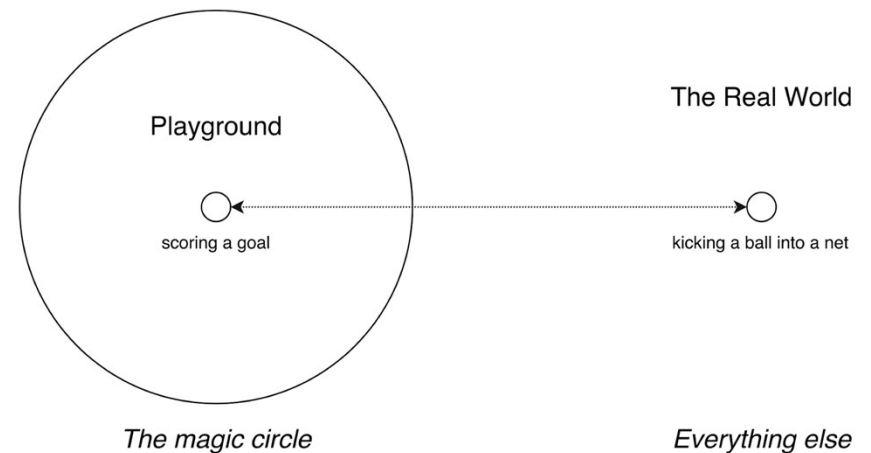 The Real World
Playground
scoring a goal
kicking a ball into a net
The magic circle
Everything else